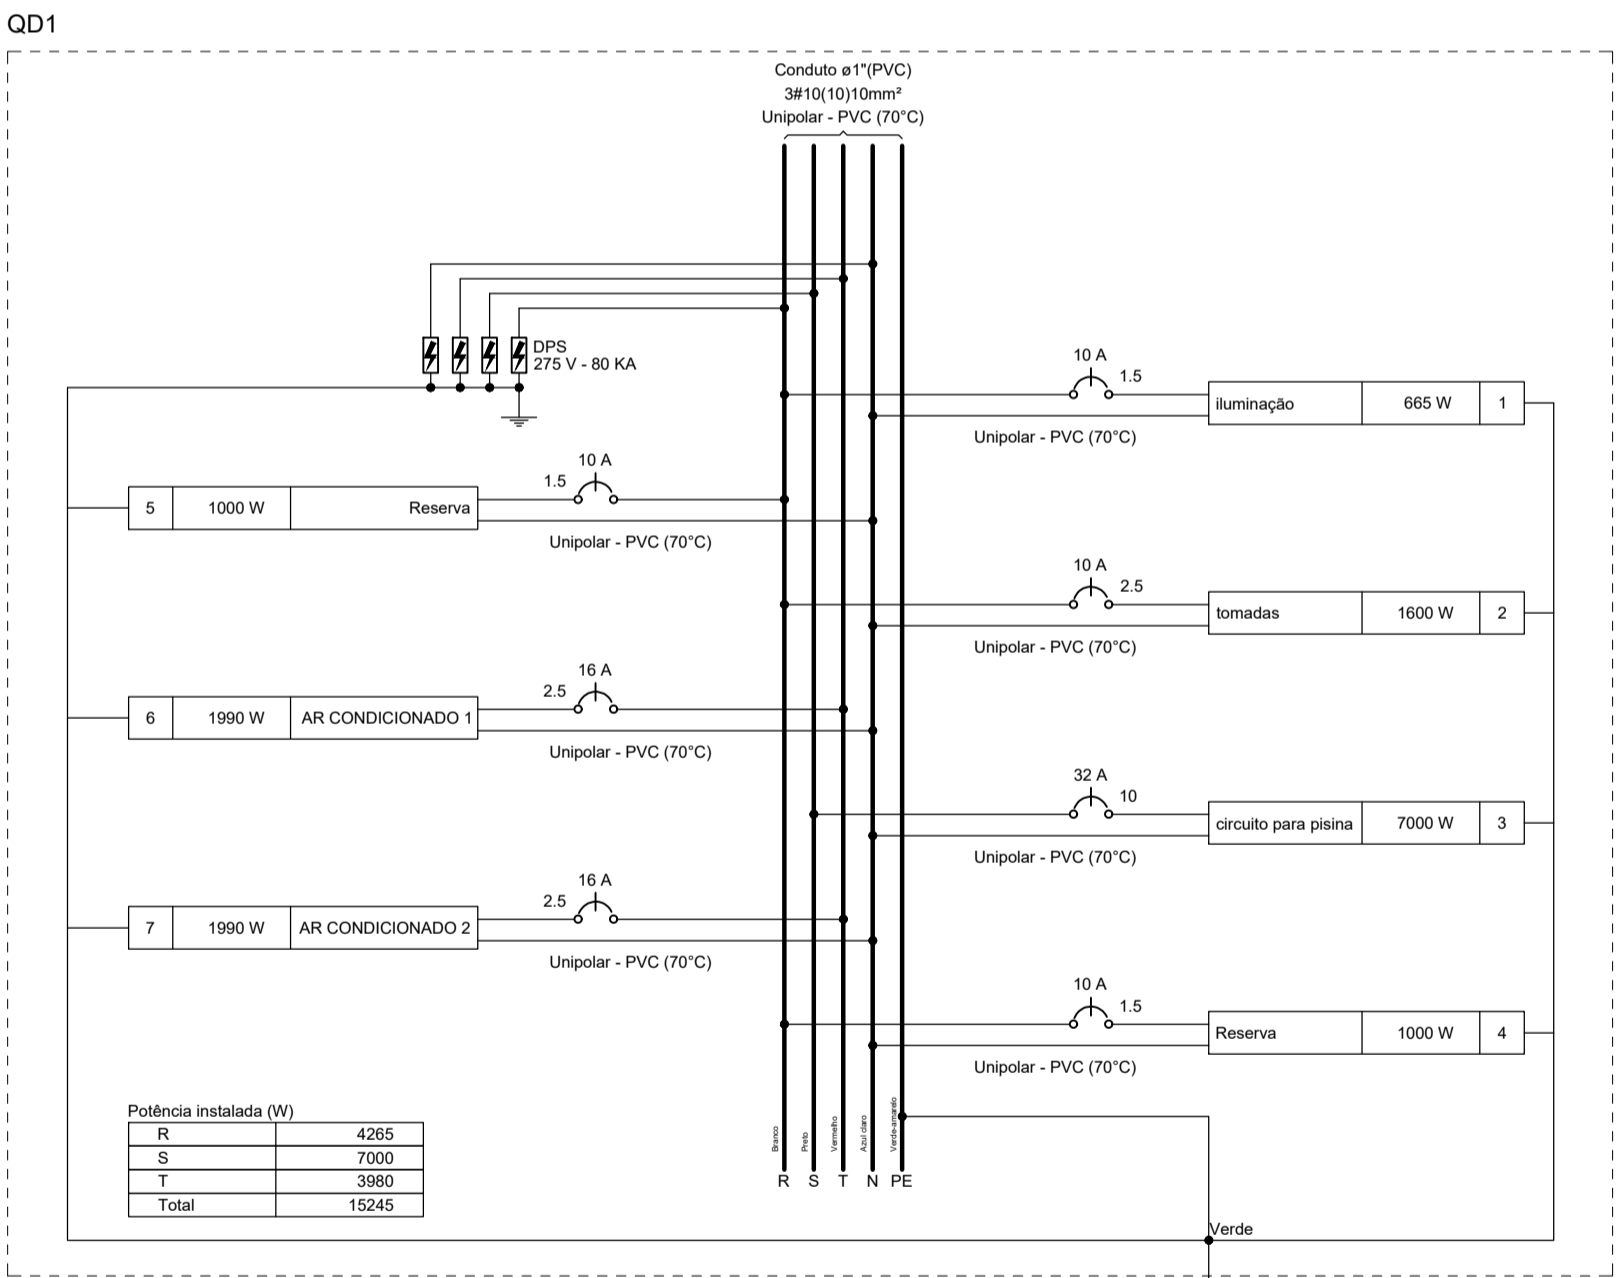 QD1
Conduto ø1"(PVC)
3#10(10)10mm²
Unipolar - PVC (70°C)
DPS
275 V - 80 KA
10 A
1.5
iluminação 665 W 1
Unipolar - PVC (70°C)
10 A
1.5
5 1000 W Reserva
Unipolar - PVC (70°C)
10 A
2.5
tomadas 1600 W 2
Unipolar - PVC (70°C)
16 A
2.5
6 1990 W AR CONDICIONADO 1
Unipolar - PVC (70°C)
32 A
10
circuito para pisina 7000 W 3
Unipolar - PVC (70°C)
16 A
2.5
7 1990 W AR CONDICIONADO 2
Unipolar - PVC (70°C)
10 A
1.5
Reserva 1000 W 4
Unipolar - PVC (70°C)
Potência instalada (W)
R 4265
S 7000
T 3980
Total 15245
Branco
Preto
Vermelho
Azul claro
Verde-amarelo
R S T N PE
Verde